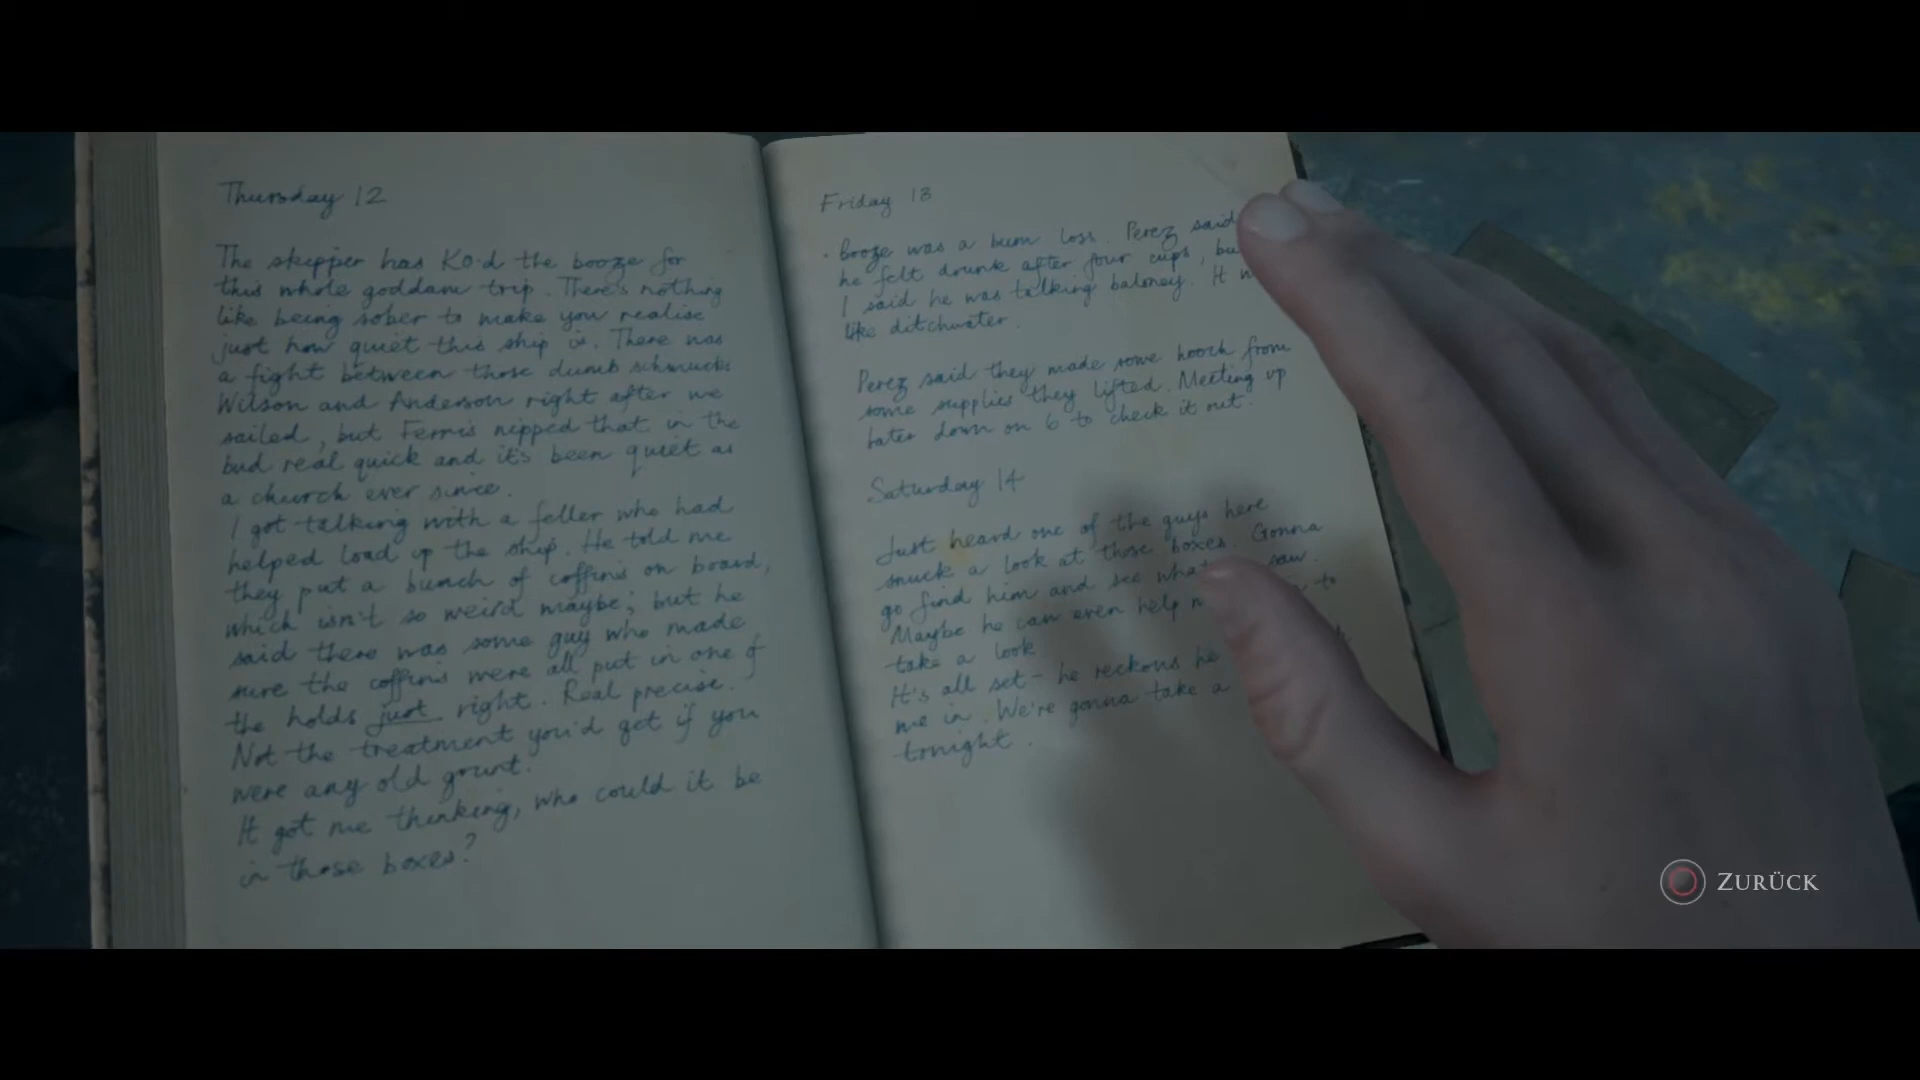 Thursday 12
The skipper has KO.d the booze for
this whole goddam trip. There's nothing
like being sober to make you realise
just how quiet this ship is. There was
a fight between those dumb schmucks
Wilson and Anderson right after we
sailed, but Ferris nipped that in the
bud real quick and it's been quiet as
a church ever since.
I got talking with a feller who had
helped load up the ship. He told me
they put a bunch of coffins on board,
which isn't so weird maybe; but he
said there was some guy who made
sure the coffins were all put in one of
the holds just right. Real precise.
Not the treatment you'd get if you
were any old grunt.
It got me thinking, who could it be
in those boxes?
Friday 13
Booze was a bum loss. Perez said
he felt drunk after four cups,
I said he was talking baloney. It
like ditchwater.
Perez said they made some hooch from
some supplies they lifted. Meeting up
later down on 6 to check it out.
Saturday 14
Just heard one of the guys here
snuck a look at those boxes. Gonna
go find him and see what saw.
Maybe he can even help to
take a look
It's all set - he reckons he
me in. We're gonna take a
tonight.
ZURÜCK